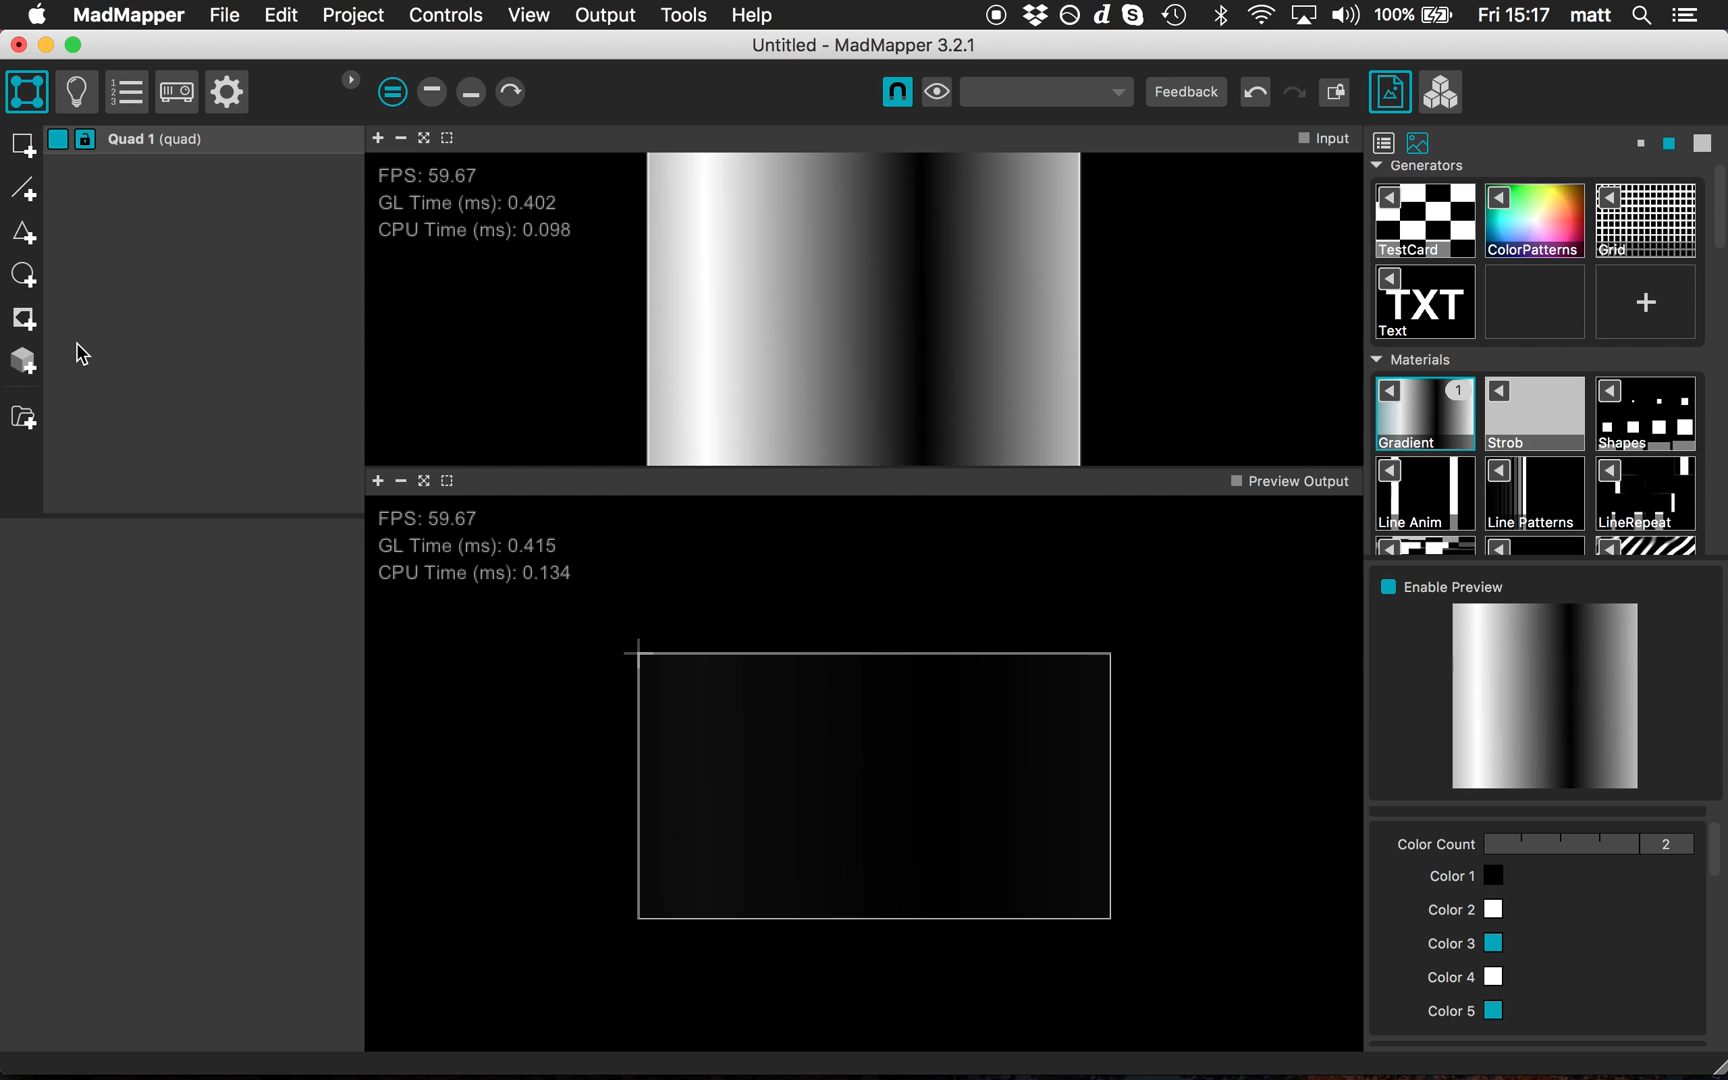 MadMapper File Edit Project Controls View Output Tools Help 100% Fri 15:17 matt
Untitled - MadMapper 3.2.1
Feedback
Quad 1 (quad)
Input
FPS: 59.67
GL Time (ms): 0.402
CPU Time (ms): 0.098
Preview Output
FPS: 59.67
GL Time (ms): 0.415
CPU Time (ms): 0.134
Generators
TestCard ColorPatterns Grid
TXT
Text
Materials
1
Gradient Strob Shapes
Line Anim Line Patterns LineRepeat
Enable Preview
Color Count 2
Color 1
Color 2
Color 3
Color 4
Color 5